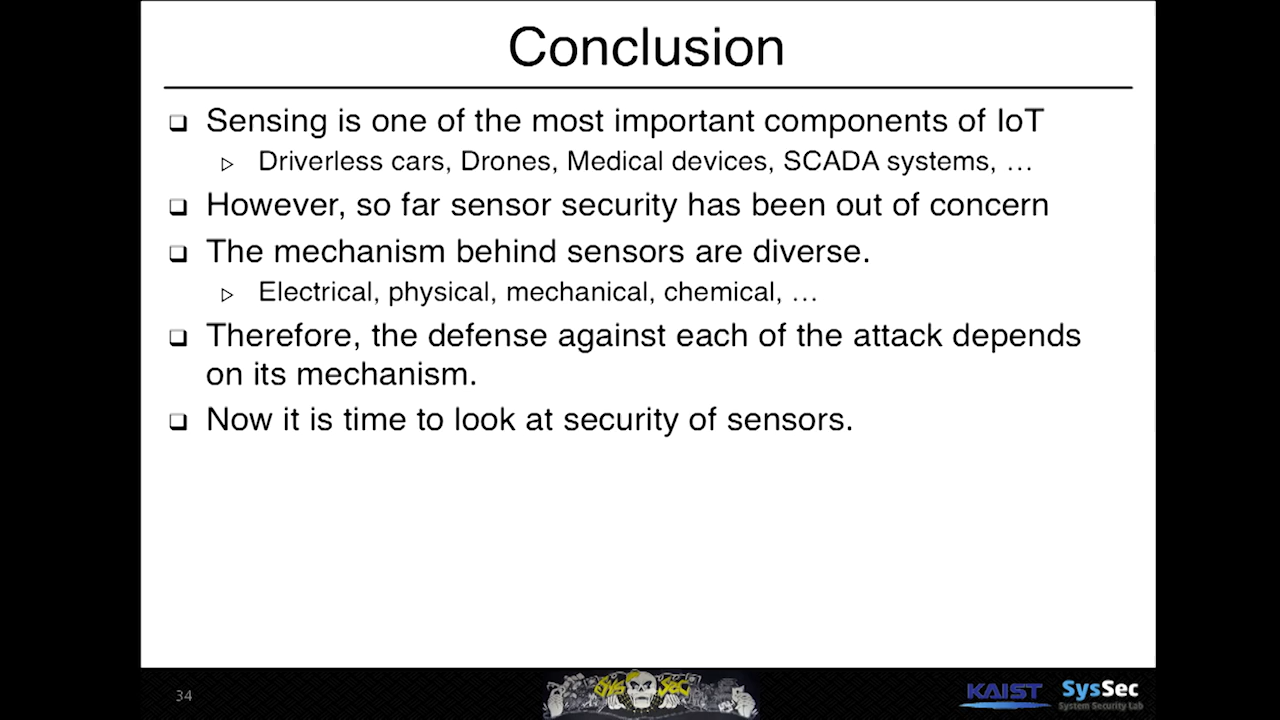 Conclusion
Sensing is one of the most important components of IoT
Driverless cars, Drones, Medical devices, SCADA systems, …
However, so far sensor security has been out of concern
The mechanism behind sensors are diverse.
Electrical, physical, mechanical, chemical, …
Therefore, the defense against each of the attack depends
on its mechanism.
Now it is time to look at security of sensors.
34
SYS SEC
KAIST
SysSec
System Security Lab